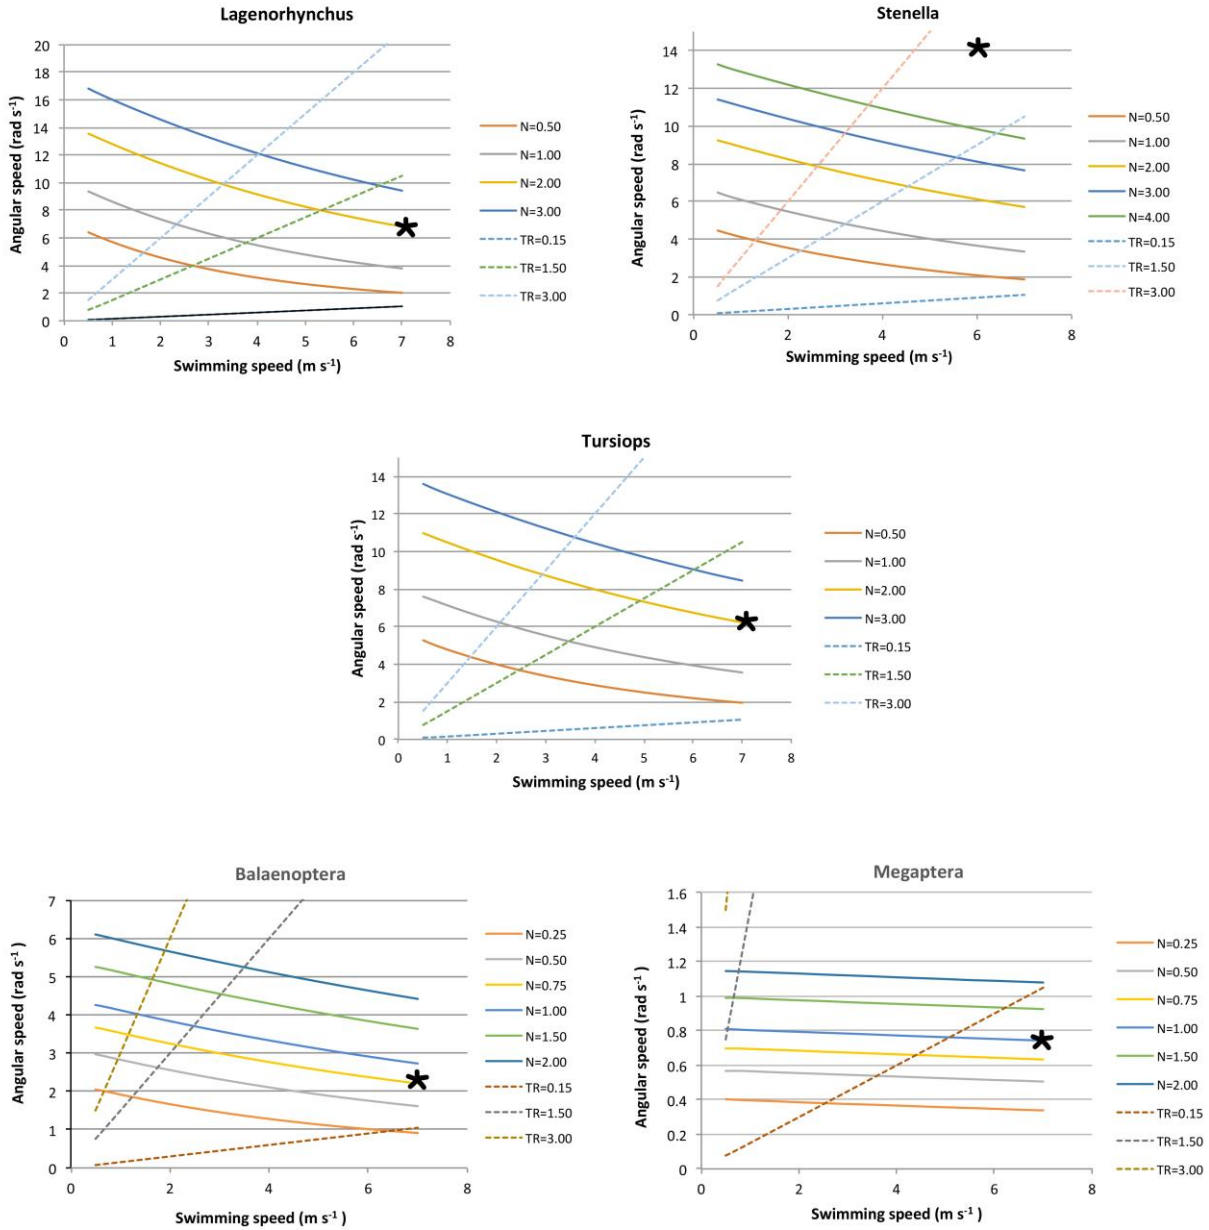 Lagenorhynchus
Angular speed (rad s-1)
20
18
16
14
12
10
8
6
4
2
0
0 1 2 3 4 5 6 7 8
Swimming speed (m s-1)
N=0.50
N=1.00
N=2.00
N=3.00
TR=0.15
TR=1.50
TR=3.00
Stenella
Angular speed (rad s-1)
14
12
10
8
6
4
2
0
0 2 4 6 8
Swimming speed (m s-1)
N=0.50
N=1.00
N=2.00
N=3.00
N=4.00
TR=0.15
TR=1.50
TR=3.00
Tursiops
Angular speed (rad s-1)
14
12
10
8
6
4
2
0
0 1 2 3 4 5 6 7 8
Swimming speed (m s-1)
N=0.50
N=1.00
N=2.00
N=3.00
TR=0.15
TR=1.50
TR=3.00
Balaenoptera
Angular speed (rad s-1)
7
6
5
4
3
2
1
0
0 2 4 6 8
Swimming speed (m s-1 )
N=0.25
N=0.50
N=0.75
N=1.00
N=1.50
N=2.00
TR=0.15
TR=1.50
TR=3.00
Megaptera
Angular speed (rad s-1 )
1.6
1.4
1.2
1
0.8
0.6
0.4
0.2
0
0 2 4 6 8
Swimming speed (m s-1 )
N=0.25
N=0.50
N=0.75
N=1.00
N=1.50
N=2.00
TR=0.15
TR=1.50
TR=3.00